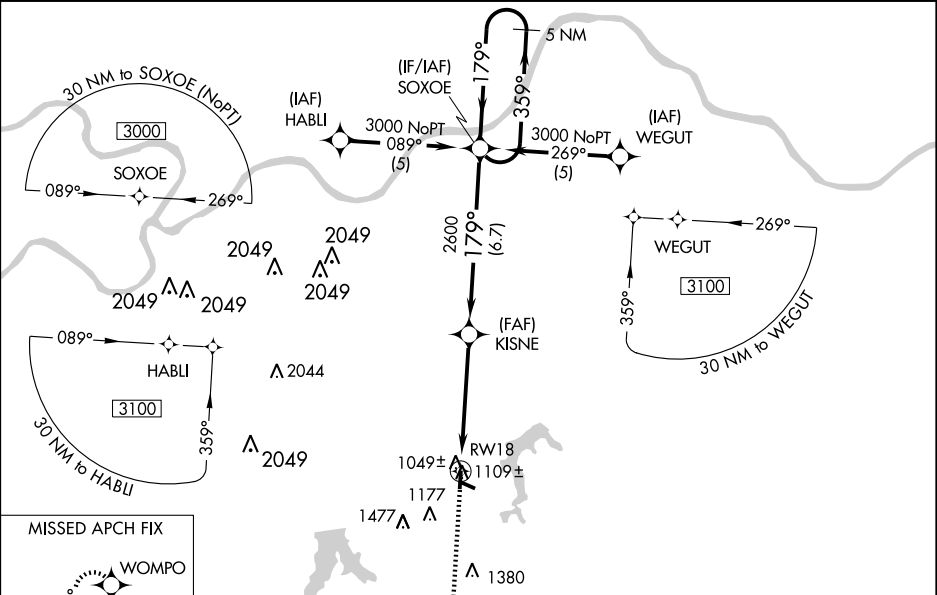 5 NM
179°
359°
(IF/IAF)
SOXOE
30 NM to SOXOE (NoPT)
3000
SOXOE
089°
269°
(IAF)
HABLI
3000 NoPT
089°
(5)
3000 NoPT
269°
(5)
(IAF)
WEGUT
2600
179°
(6.7)
269°
WEGUT
359°
3100
30 NM to WEGUT
2049
2049
2049
2049
2049
(FAF)
KISNE
089°
HABLI
359°
3100
30 NM to HABLI
2044
2049
RW18
1049±
1109±
1177
1477
1380
MISSED APCH FIX
WOMPO